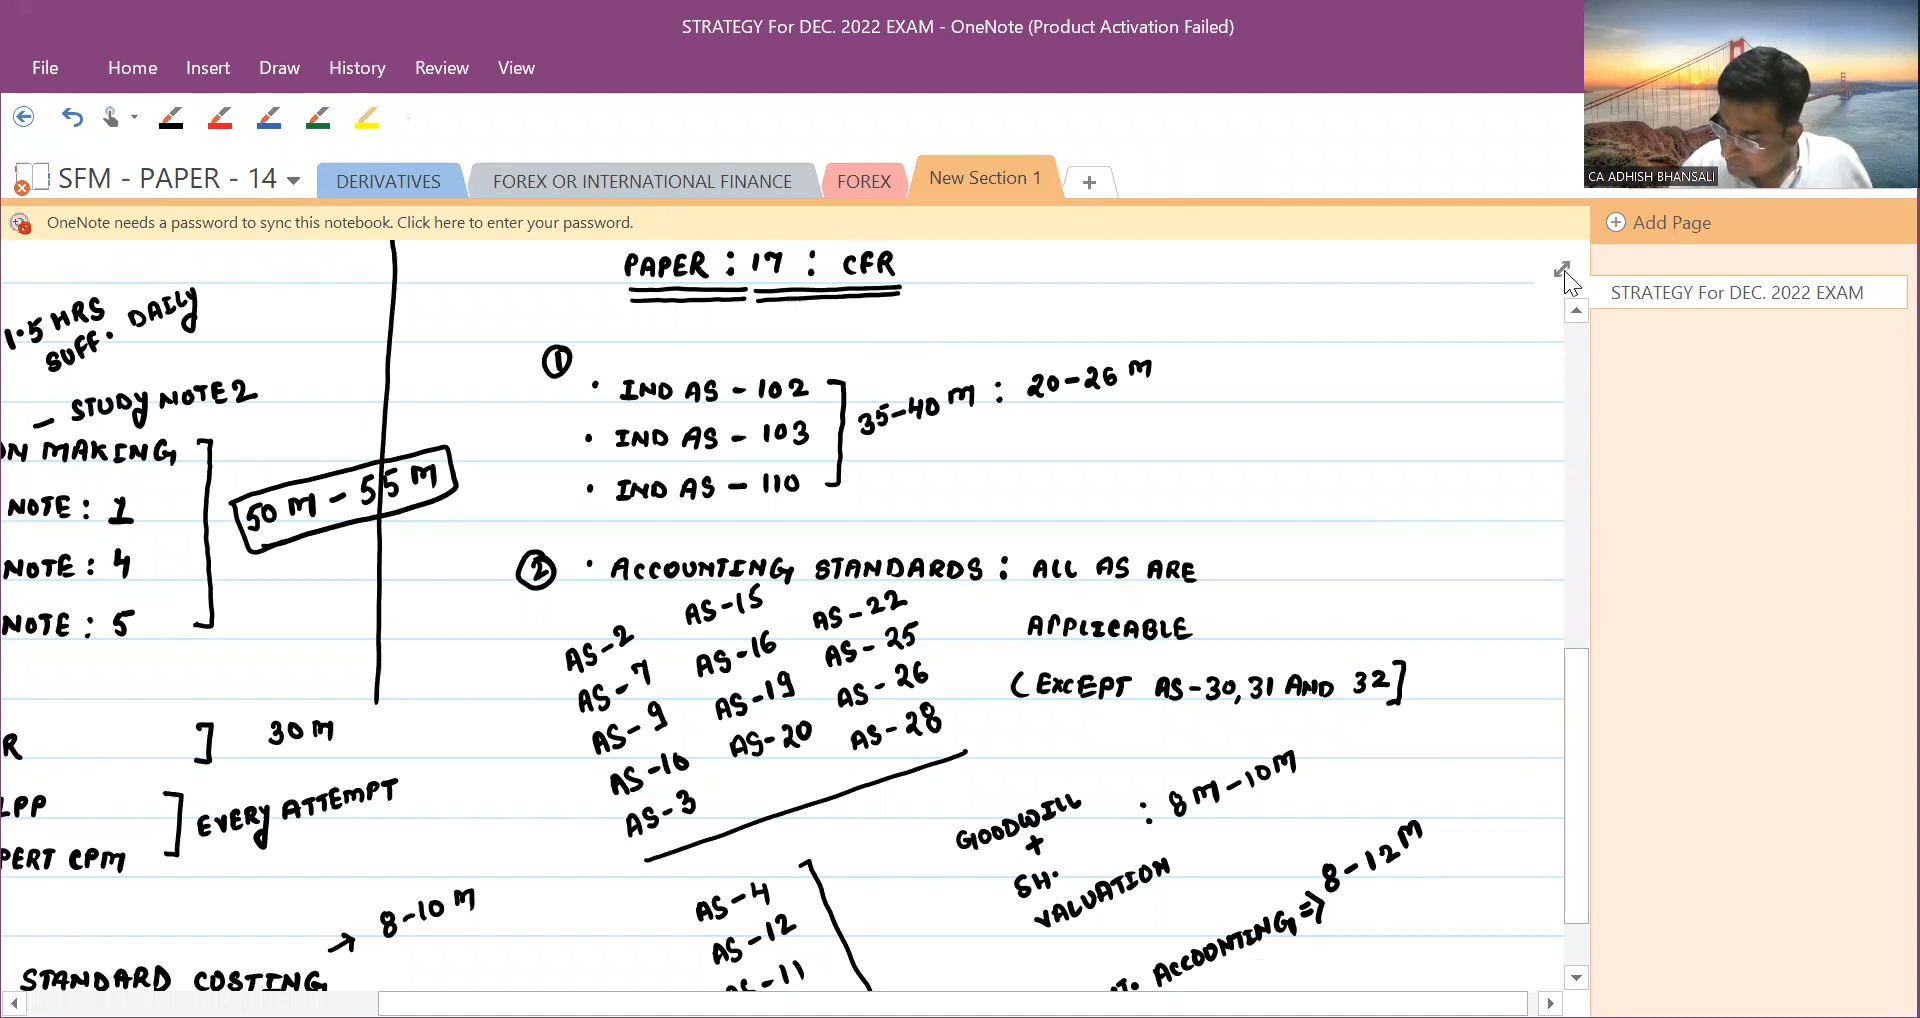 STRATEGY For DEC. 2022 EXAM - OneNote (Product Activation Failed)
File Home Insert Draw History Review View
CA ADHISH BHANSALI
SFM - PAPER - 14
DERIVATIVES
FOREX OR INTERNATIONAL FINANCE
FOREX
New Section 1
OneNote needs a password to sync this notebook. Click here to enter your password.
Add Page
STRATEGY For DEC. 2022 EXAM
1.5 HRS
SUFF. DAILY
- STUDY NOTE 2
ON MAKING
NOTE : 1
NOTE : 4
NOTE : 5
50 M - 55 M
R ] 30 M
LPP
PERT CPM
EVERY ATTEMPT
→ 8-10 M
STANDARD COSTING
PAPER : 17 : CFR
①
· IND AS - 102
· IND AS - 103
· IND AS - 110
35-40 M : 20-26 M
② · ACCOUNTING STANDARDS : ALL AS ARE
APPLICABLE
(EXCEPT AS-30, 31 AND 32]
AS-2
AS-7
AS-9
AS-10
AS-3
AS-15
AS-16
AS-19
AS-20
AS-22
AS-25
AS-26
AS-28
AS-4
AS-12
AS-11
GOODWILL
+
SH.
VALUATION
: 8 M - 10 M
T. ACCOONTING => 8-12 M